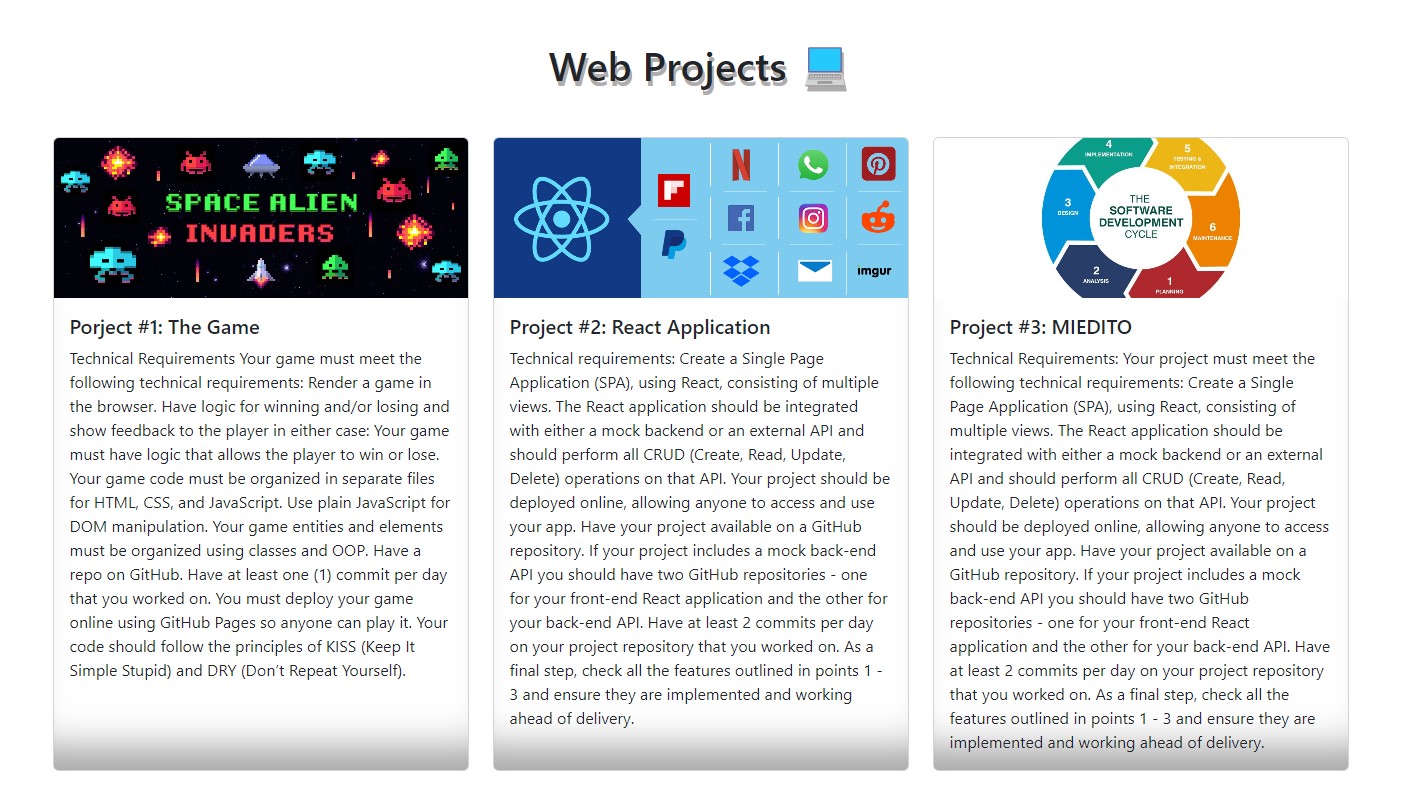 Web Projects 💻
SPACE ALIEN
INVADERS
imgur
4
IMPLEMENTATION
5
TESTING &
INTEGRATION
3
DESIGN
THE
SOFTWARE
DEVELOPMENT
CYCLE
6
MAINTENANCE
2
ANALYSIS
1
PLANNING
Porject #1: The Game
Technical Requirements Your game must meet the
following technical requirements: Render a game in
the browser. Have logic for winning and/or losing and
show feedback to the player in either case: Your game
must have logic that allows the player to win or lose.
Your game code must be organized in separate files
for HTML, CSS, and JavaScript. Use plain JavaScript for
DOM manipulation. Your game entities and elements
must be organized using classes and OOP. Have a
repo on GitHub. Have at least one (1) commit per day
that you worked on. You must deploy your game
online using GitHub Pages so anyone can play it. Your
code should follow the principles of KISS (Keep It
Simple Stupid) and DRY (Don’t Repeat Yourself).
Project #2: React Application
Technical requirements: Create a Single Page
Application (SPA), using React, consisting of multiple
views. The React application should be integrated
with either a mock backend or an external API and
should perform all CRUD (Create, Read, Update,
Delete) operations on that API. Your project should be
deployed online, allowing anyone to access and use
your app. Have your project available on a GitHub
repository. If your project includes a mock back-end
API you should have two GitHub repositories - one
for your front-end React application and the other for
your back-end API. Have at least 2 commits per day
on your project repository that you worked on. As a
final step, check all the features outlined in points 1 -
3 and ensure they are implemented and working
ahead of delivery.
Project #3: MIEDITO
Technical Requirements: Your project must meet the
following technical requirements: Create a Single
Page Application (SPA), using React, consisting of
multiple views. The React application should be
integrated with either a mock backend or an external
API and should perform all CRUD (Create, Read,
Update, Delete) operations on that API. Your project
should be deployed online, allowing anyone to access
and use your app. Have your project available on a
GitHub repository. If your project includes a mock
back-end API you should have two GitHub
repositories - one for your front-end React
application and the other for your back-end API. Have
at least 2 commits per day on your project repository
that you worked on. As a final step, check all the
features outlined in points 1 - 3 and ensure they are
implemented and working ahead of delivery.